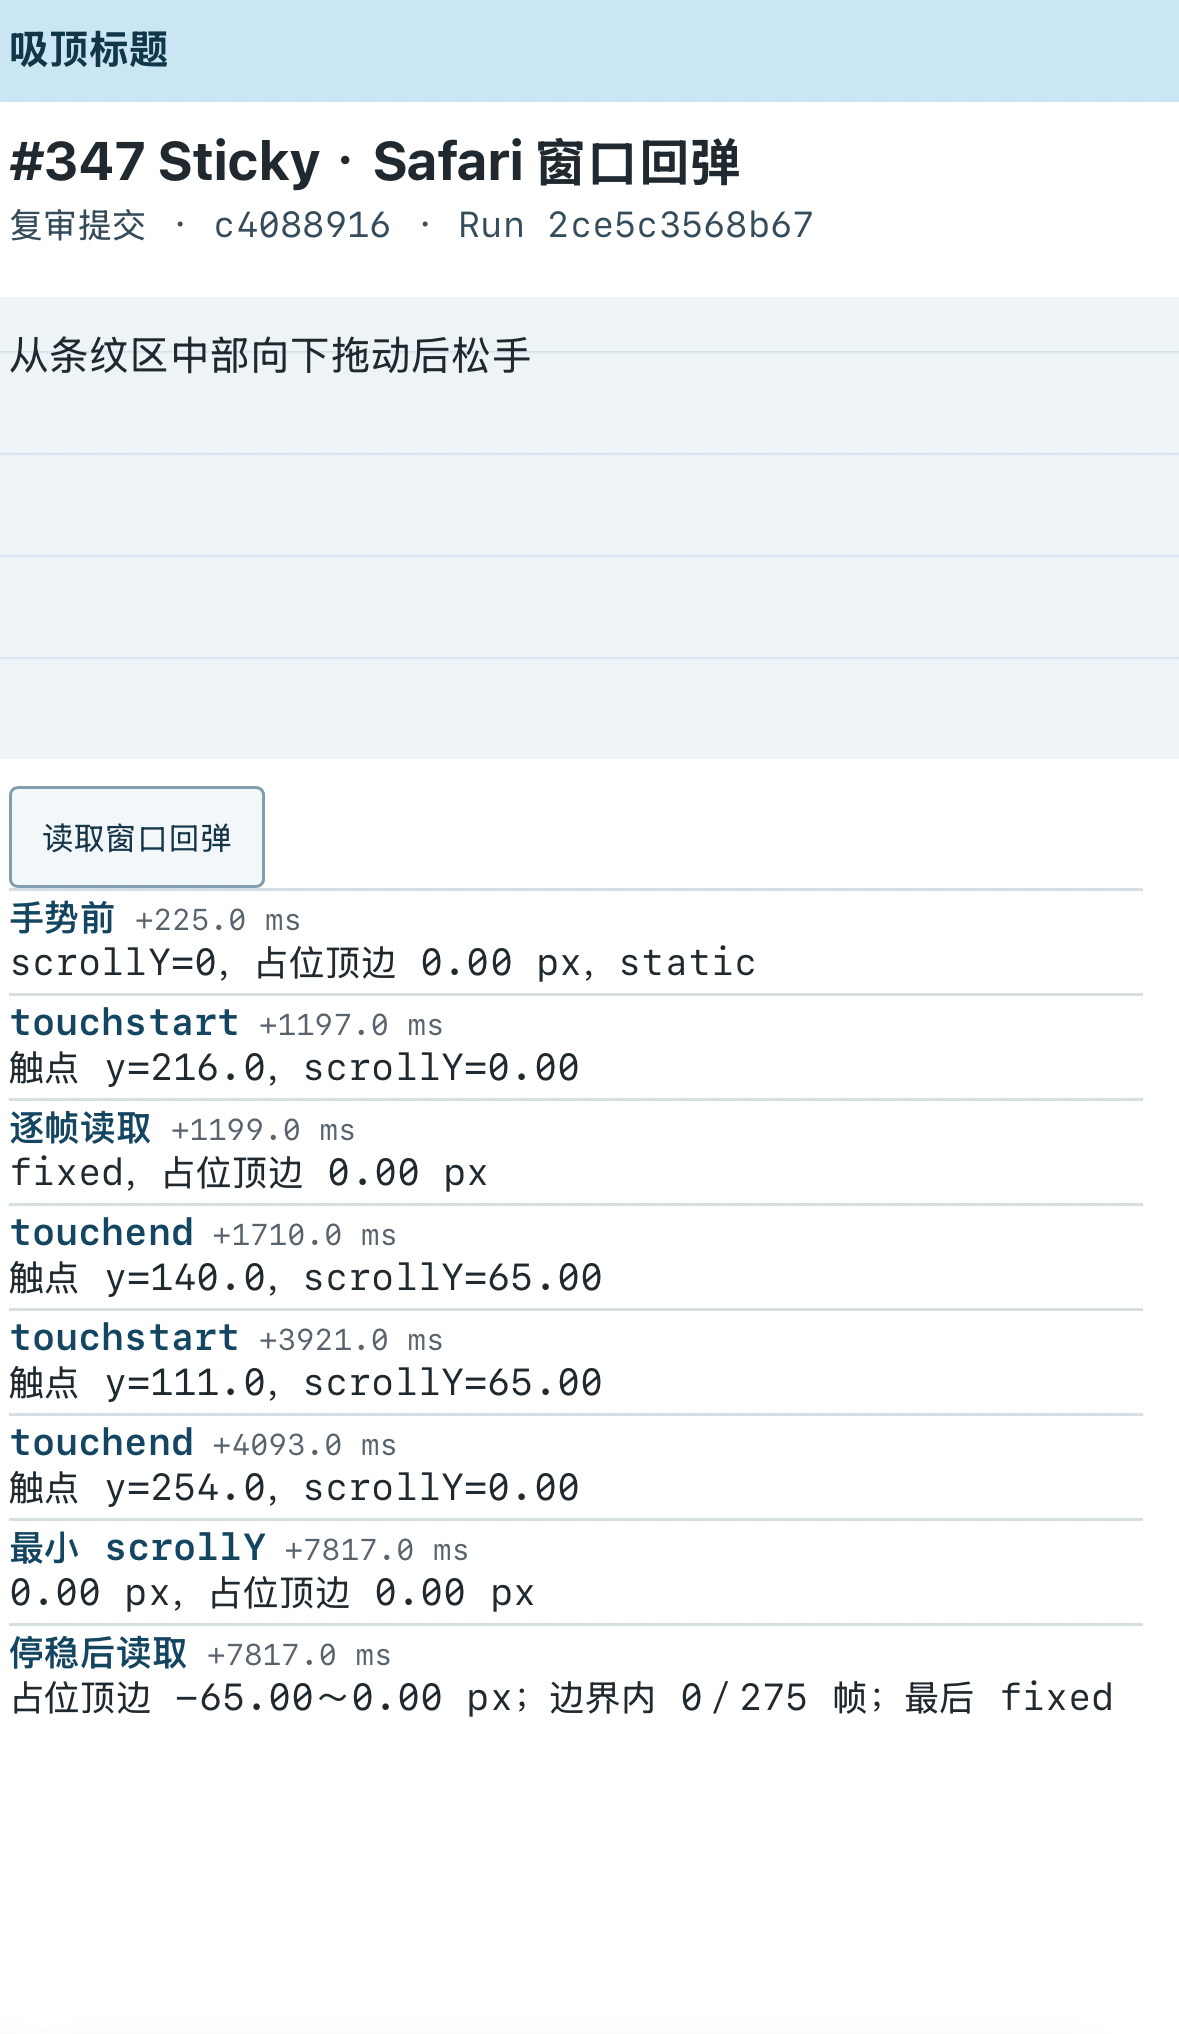 吸顶标题
#347 Sticky · Safari 窗口回弹
复审提交 · c4088916 · Run 2ce5c3568b67
从条纹区中部向下拖动后松手
读取窗口回弹
手势前 +225.0 ms
scrollY=0, 占位顶边 0.00 px, static
touchstart +1197.0 ms
触点 y=216.0, scrollY=0.00
逐帧读取 +1199.0 ms
fixed, 占位顶边 0.00 px
touchend +1710.0 ms
触点 y=140.0, scrollY=65.00
touchstart +3921.0 ms
触点 y=111.0, scrollY=65.00
touchend +4093.0 ms
触点 y=254.0, scrollY=0.00
最小 scrollY +7817.0 ms
0.00 px, 占位顶边 0.00 px
停稳后读取 +7817.0 ms
占位顶边 −65.00～0.00 px; 边界内 0/275 帧; 最后 fixed